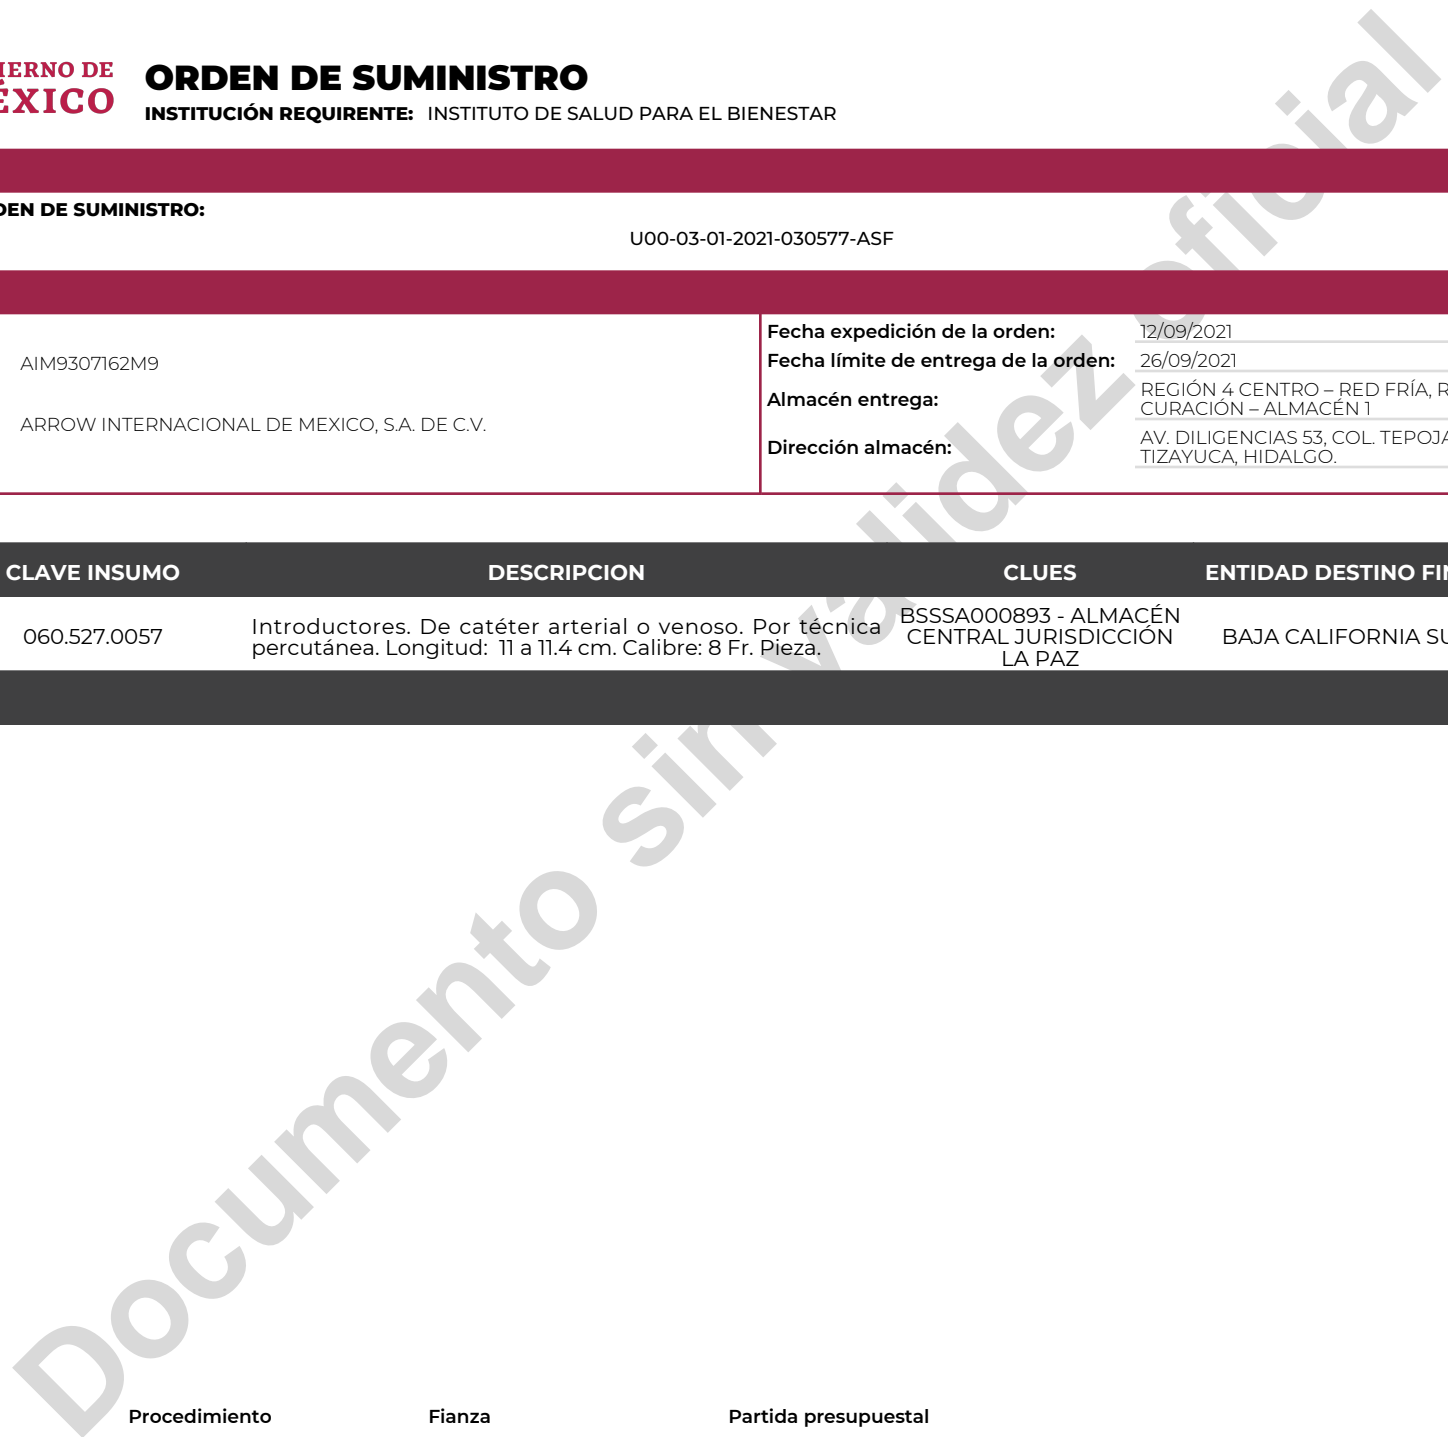 IERNO DE
ÉXICO
ORDEN DE SUMINISTRO
INSTITUCIÓN REQUIRENTE: INSTITUTO DE SALUD PARA EL BIENESTAR
DEN DE SUMINISTRO:
U00-03-01-2021-030577-ASF
AIM9307162M9
ARROW INTERNACIONAL DE MEXICO, S.A. DE C.V.
Fecha expedición de la orden: 12/09/2021
Fecha límite de entrega de la orden: 26/09/2021
Almacén entrega: REGIÓN 4 CENTRO – RED FRÍA, R
CURACIÓN – ALMACÉN 1
Dirección almacén: AV. DILIGENCIAS 53, COL. TEPOJA
TIZAYUCA, HIDALGO.
CLAVE INSUMO DESCRIPCION CLUES ENTIDAD DESTINO FIN
060.527.0057
Introductores. De catéter arterial o venoso. Por técnica
percutánea. Longitud: 11 a 11.4 cm. Calibre: 8 Fr. Pieza.
BSSSA000893 - ALMACÉN
CENTRAL JURISDICCIÓN
LA PAZ
BAJA CALIFORNIA SU
Documento sin validez oficial
Procedimiento Fianza Partida presupuestal